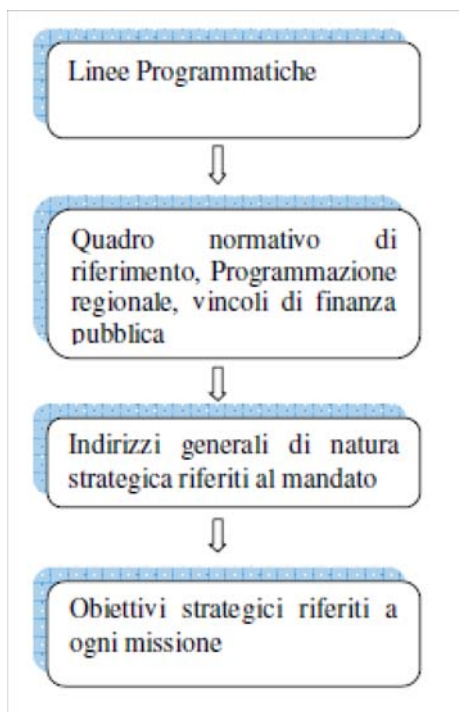 Linee Programmatiche
Quadro normativo di
riferimento, Programmazione
regionale, vincoli di finanza
pubblica
Indirizzi generali di natura
strategica riferiti al mandato
Obiettivi strategici riferiti a
ogni missione